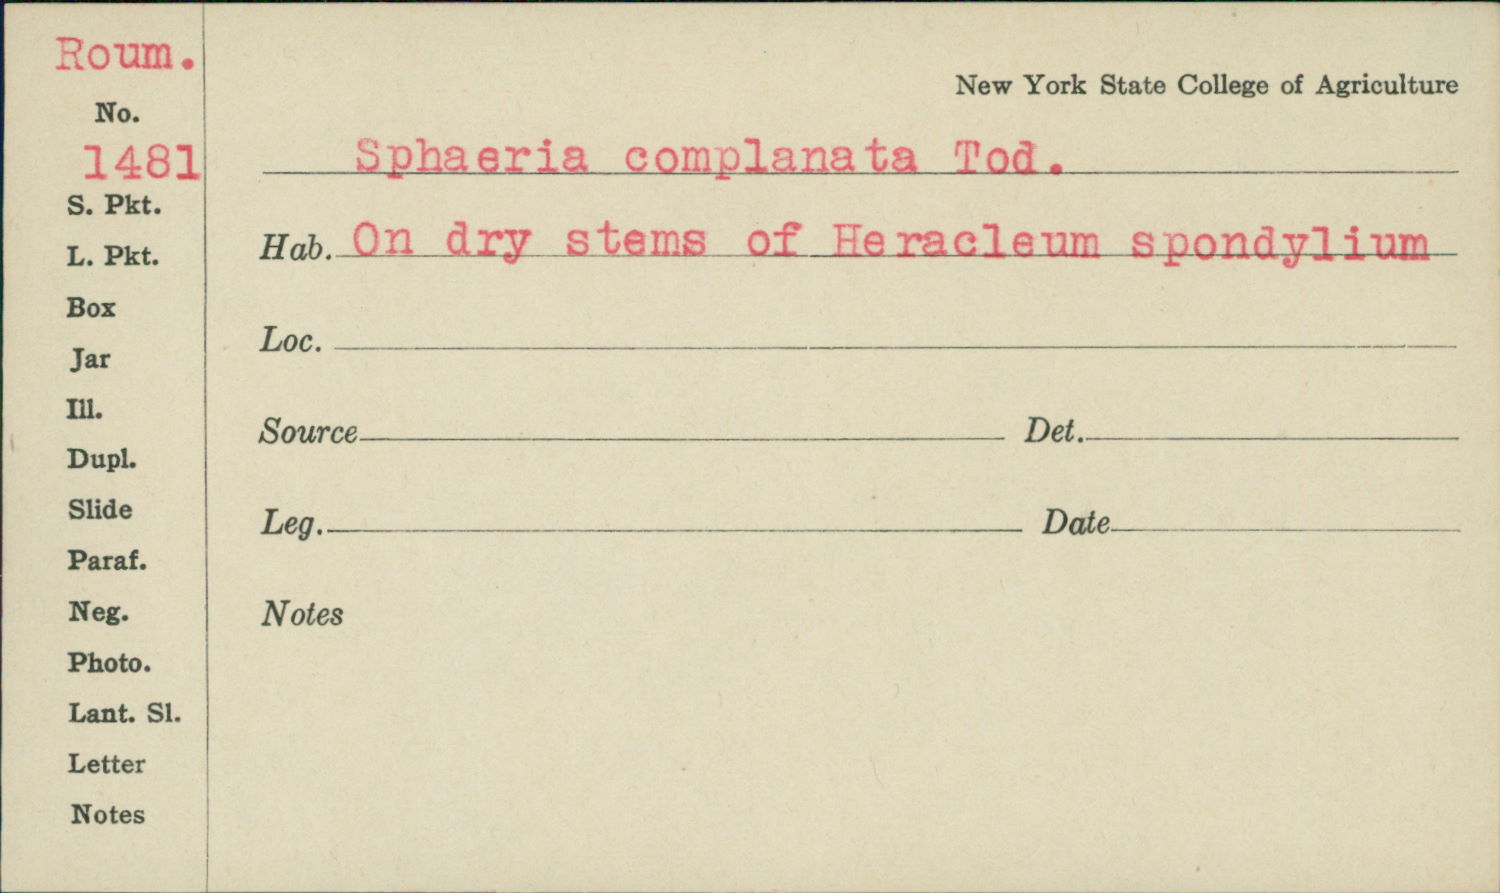 Roum.
No.
1481
S. Pkt.
L. Pkt.
Box
Jar
Ill.
Dupl.
Slide
Paraf.
Neg.
Photo.
Lant. Sl.
Letter
Notes
New York State College of Agriculture
Sphaeria complanata Tod.
Hab. On dry stems of Heracleum spondylium
Loc.
Source Det.
Leg. Date
Notes